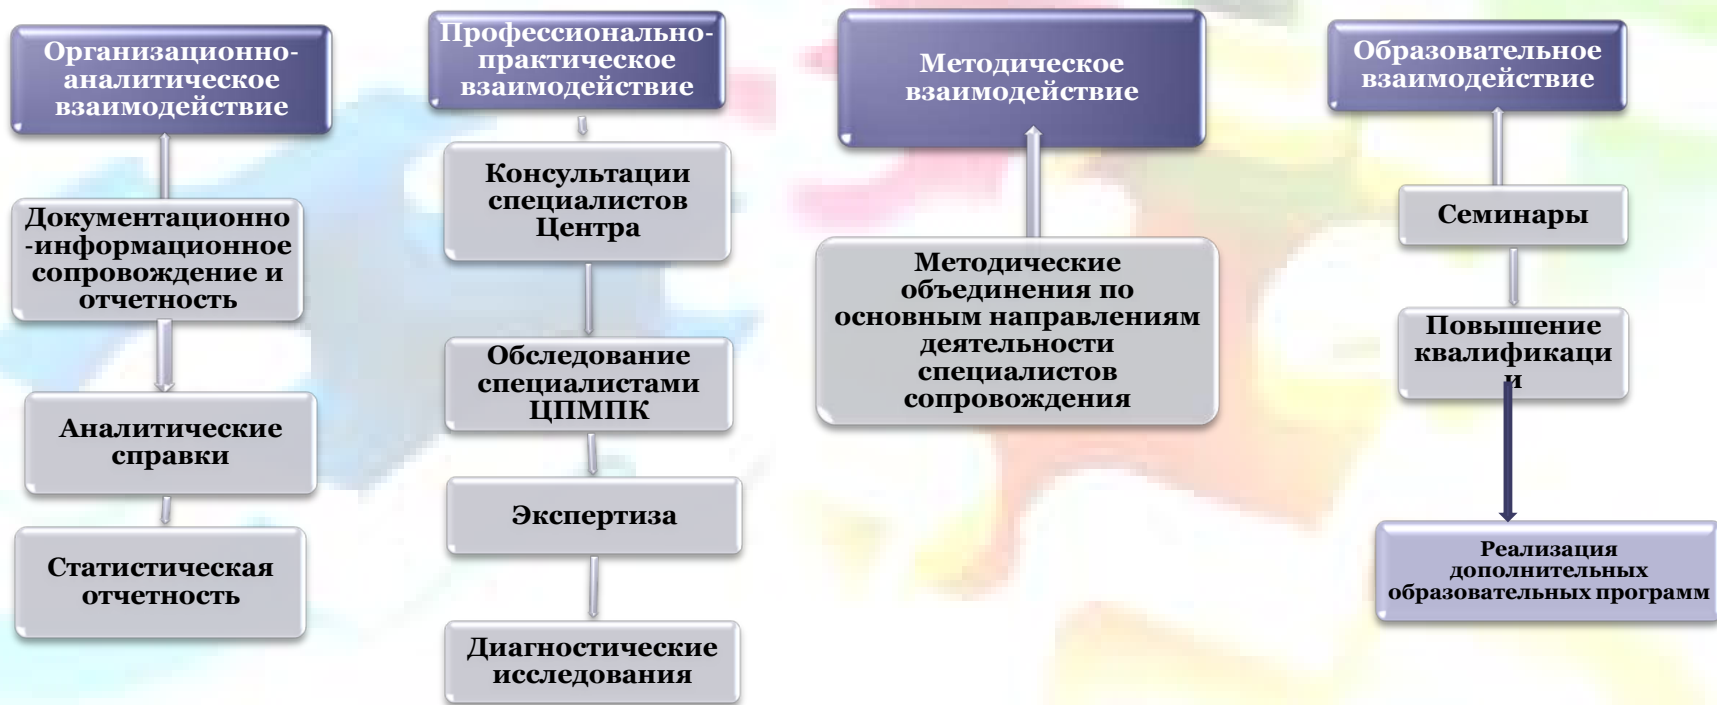 Организационно-
аналитическое
взаимодействие
Документационно
-информационное
сопровождение и
отчетность
Аналитические
справки
Статистическая
отчетность
Профессионально-
практическое
взаимодействие
Консультации
специалистов
Центра
Обследование
специалистами
ЦПМПК
Экспертиза
Диагностические
исследования
Методическое
взаимодействие
Методические
объединения по
основным направлениям
деятельности
специалистов
сопровождения
Образовательное
взаимодействие
Семинары
Повышение
квалификаци
и
Реализация
дополнительных
образовательных программ